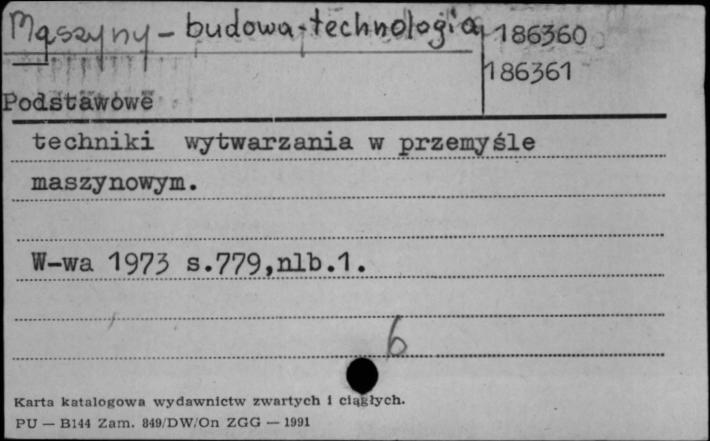 Maszyny - budowa - technologia 186360
186361
Podstawowe
techniki wytwarzania w przemyśle
maszynowym.
W-wa 1973 s.779,nlb.1.
6
Karta katalogowa wydawnictw zwartych i ciągłych.
PU — B144 Zam. 849/DW/On ZGG — 1991